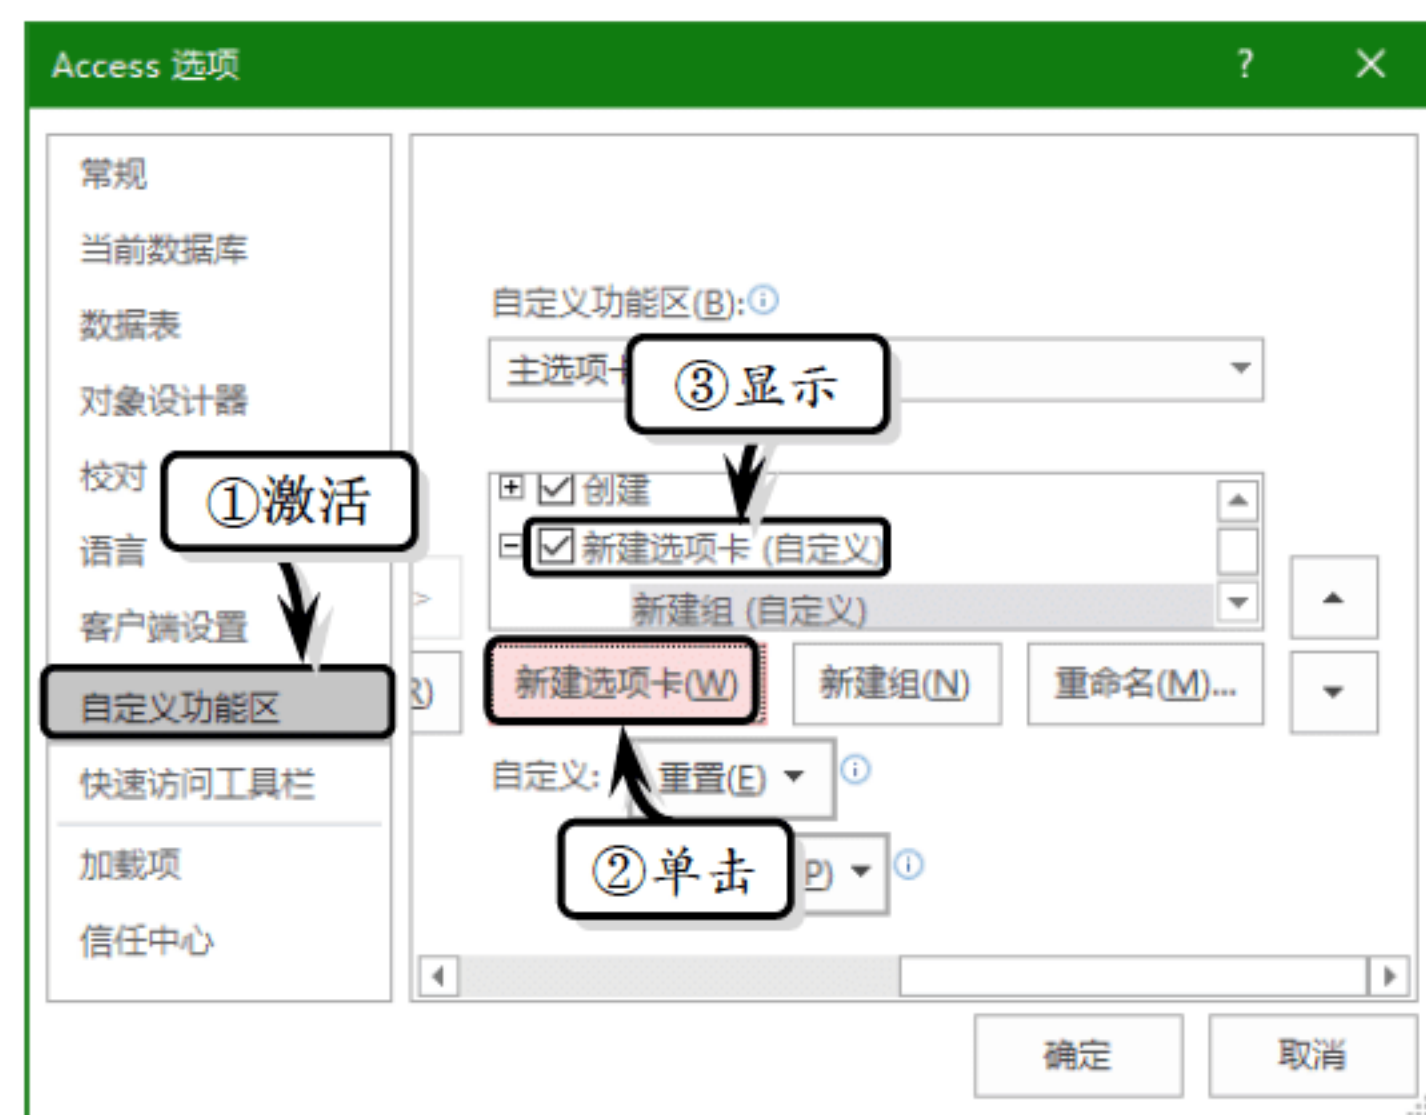 Access 选项
?
常规
当前数据库
数据表
对象设计器
校对
语言
客户端设置
自定义功能区
快速访问工具栏
加载项
信任中心
①激活
自定义功能区(B):
主选项卡
③显示
创建
新建选项卡 (自定义)
新建组 (自定义)
>
R)
新建选项卡(W)
新建组(N)
重命名(M)...
自定义:
重置(E)
②单击
P)
确定
取消